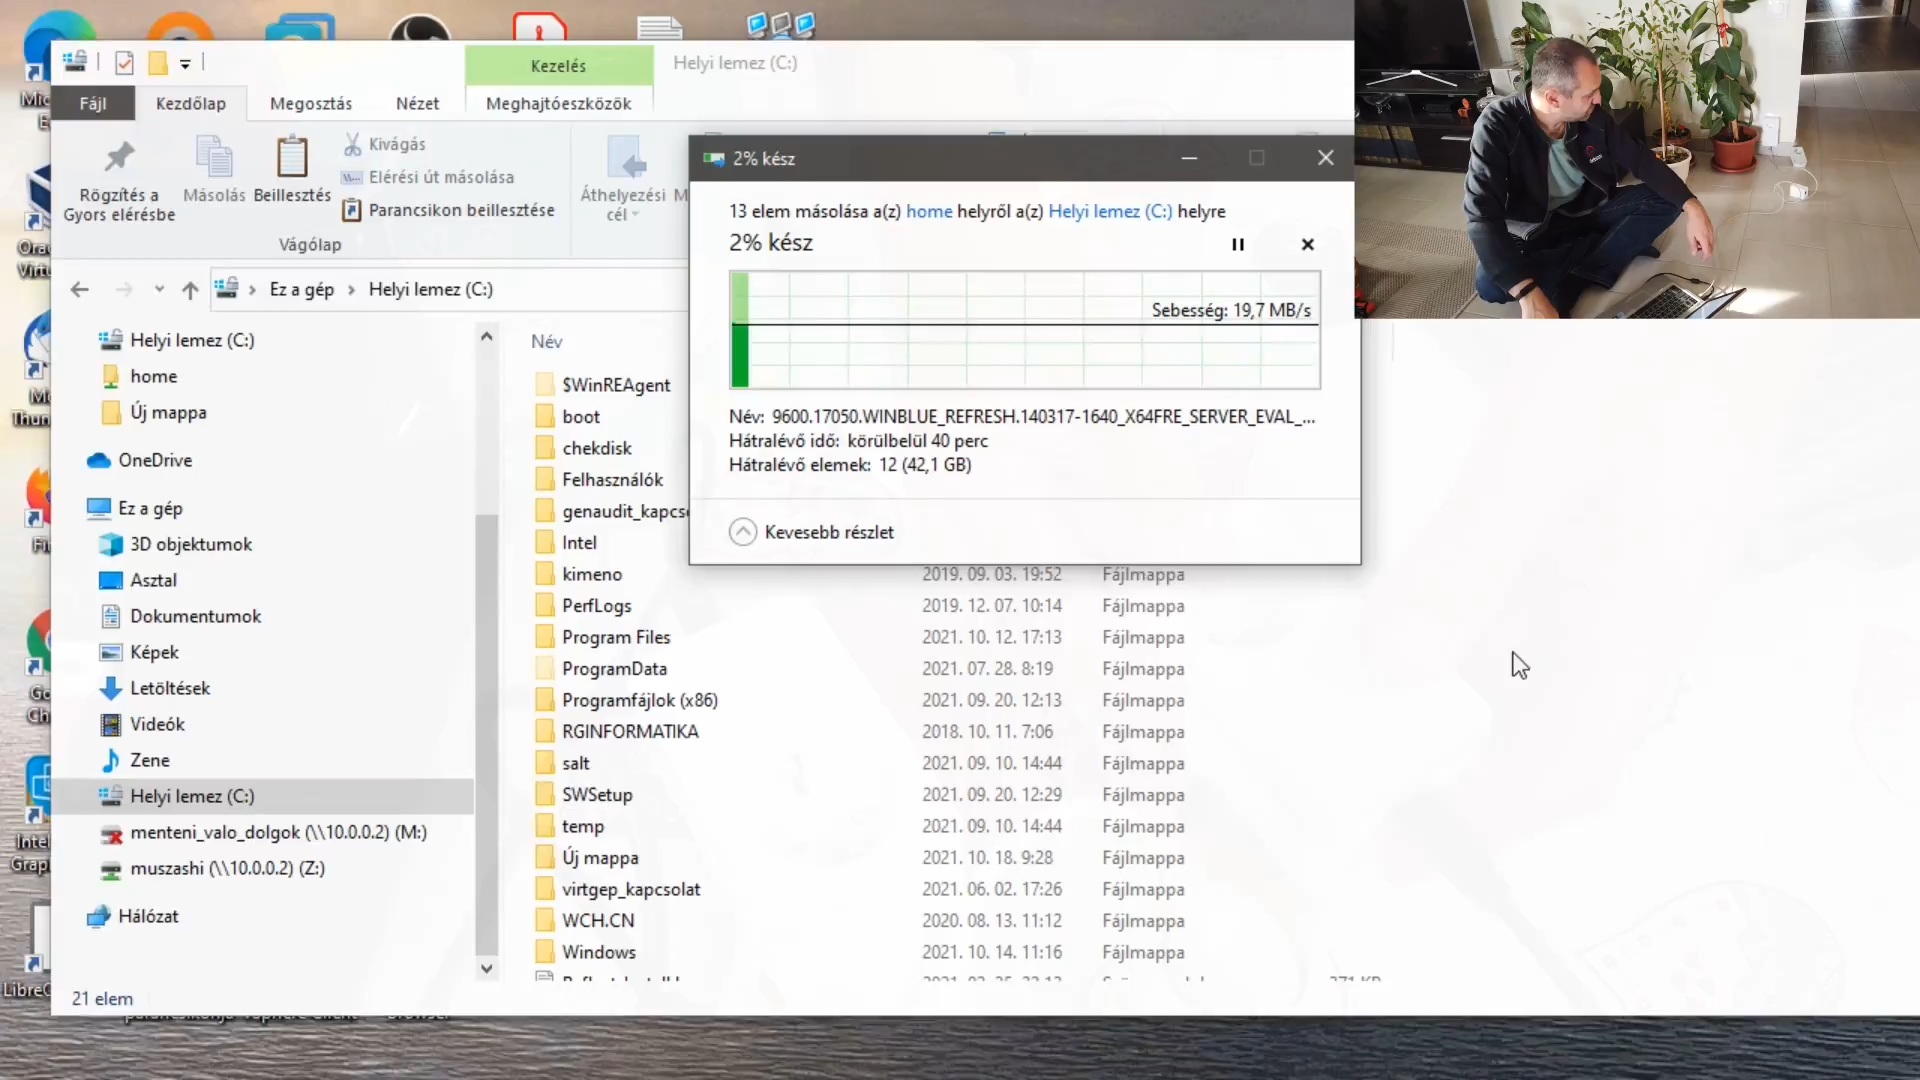 Kezelés
Helyi lemez (C:)
Fájl
Kezdőlap
Megosztás
Nézet
Meghajtóeszközök
Rögzítés a
Gyors elérésbe
Másolás
Beillesztés
Kivágás
Elérési út másolása
Parancsikon beillesztése
Áthelyezési
cél
Vágólap
Ez a gép
Helyi lemez (C:)
Helyi lemez (C:)
home
Új mappa
OneDrive
Ez a gép
3D objektumok
Asztal
Dokumentumok
Képek
Letöltések
Videók
Zene
Helyi lemez (C:)
menteni_valo_dolgok (\\10.0.0.2) (M:)
muszashi (\\10.0.0.2) (Z:)
Hálózat
21 elem
Név
$WinREAgent
boot
chekdisk
Felhasználók
genaudit_kapcs
Intel
kimeno 2019. 09. 03. 19:52 Fájlmappa
PerfLogs 2019. 12. 07. 10:14 Fájlmappa
Program Files 2021. 10. 12. 17:13 Fájlmappa
ProgramData 2021. 07. 28. 8:19 Fájlmappa
Programfájlok (x86) 2021. 09. 20. 12:13 Fájlmappa
RGINFORMATIKA 2018. 10. 11. 7:06 Fájlmappa
salt 2021. 09. 10. 14:44 Fájlmappa
SWSetup 2021. 09. 20. 12:29 Fájlmappa
temp 2021. 09. 10. 14:44 Fájlmappa
Új mappa 2021. 10. 18. 9:28 Fájlmappa
virtgep_kapcsolat 2021. 06. 02. 17:26 Fájlmappa
WCH.CN 2020. 08. 13. 11:12 Fájlmappa
Windows 2021. 10. 14. 11:16 Fájlmappa
2% kész
13 elem másolása a(z) home helyről a(z) Helyi lemez (C:) helyre
2% kész
Sebesség: 19,7 MB/s
Név: 9600.17050.WINBLUE_REFRESH.140317-1640_X64FRE_SERVER_EVAL_...
Hátralévő idő: körülbelül 40 perc
Hátralévő elemek: 12 (42,1 GB)
Kevesebb részlet